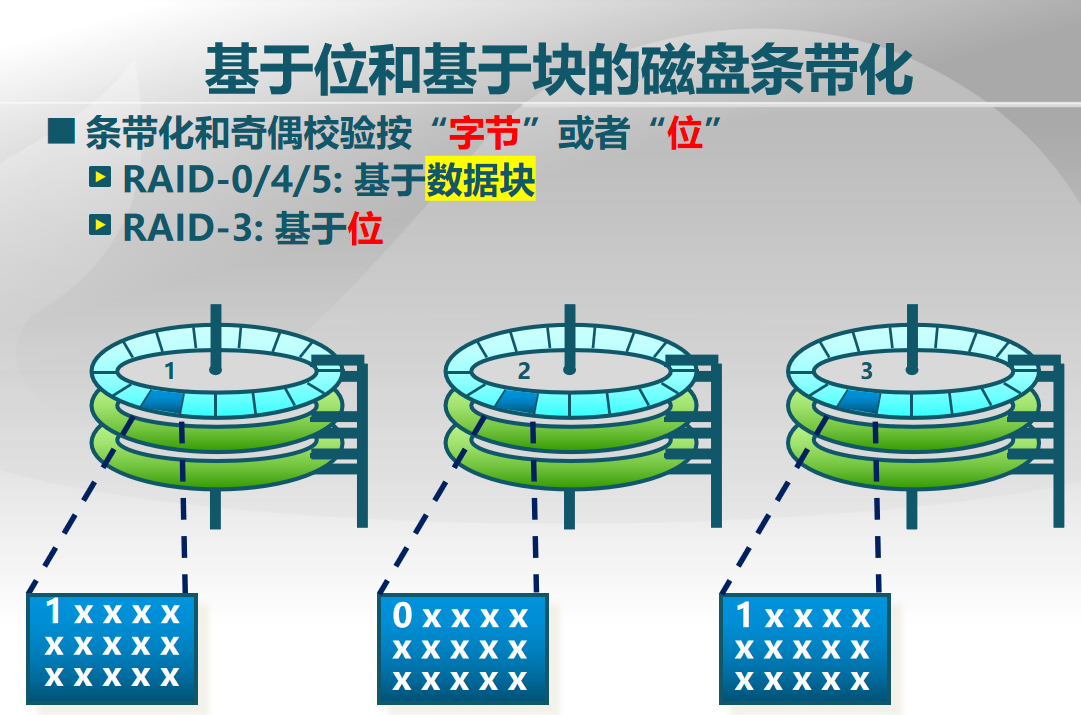 基于位和基于块的磁盘条带化
条带化和奇偶校验按“字节”或者“位”
RAID-0/4/5: 基于数据块
RAID-3: 基于位
1
2
3
1 x x x x
x x x x x
x x x x x
0 x x x x
x x x x x
x x x x x
1 x x x x
x x x x x
x x x x x